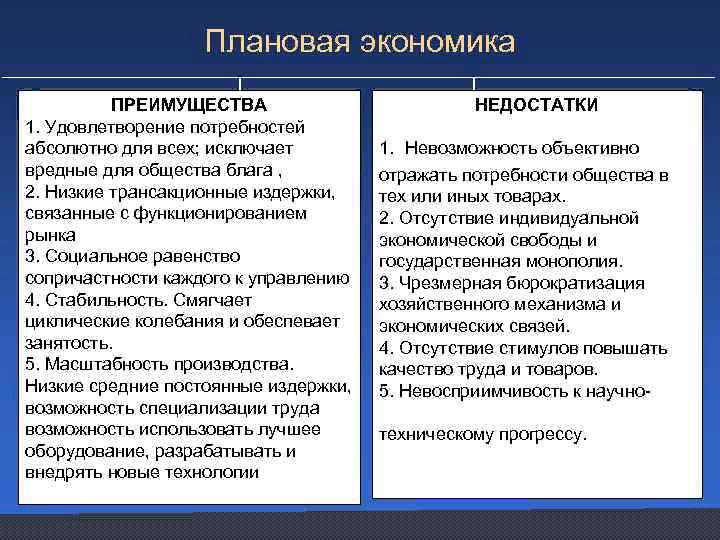 Плановая экономика
ПРЕИМУЩЕСТВА
1. Удовлетворение потребностей
абсолютно для всех; исключает
вредные для общества блага ,
2. Низкие трансакционные издержки,
связанные с функционированием
рынка
3. Социальное равенство
сопричастности каждого к управлению
4. Стабильность. Смягчает
циклические колебания и обеспевает
занятость.
5. Масштабность производства.
Низкие средние постоянные издержки,
возможность специализации труда
возможность использовать лучшее
оборудование, разрабатывать и
внедрять новые технологии
НЕДОСТАТКИ
1. Невозможность объективно
отражать потребности общества в
тех или иных товарах.
2. Отсутствие индивидуальной
экономической свободы и
государственная монополия.
3. Чрезмерная бюрократизация
хозяйственного механизма и
экономических связей.
4. Отсутствие стимулов повышать
качество труда и товаров.
5. Невосприимчивость к научно-
техническому прогрессу.